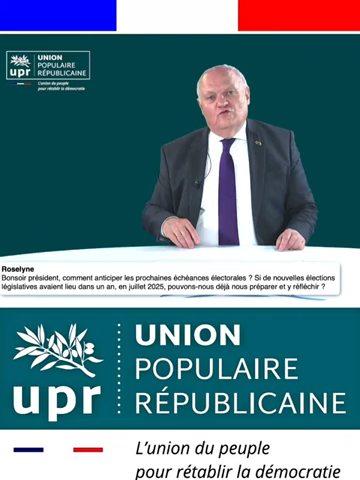 UNION
POPULAIRE
RÉPUBLICAINE
upr
L'union du peuple
pour rétablir la démocratie
Roselyne
Bonsoir président, comment anticiper les prochaines échéances électorales ? Si de nouvelles élections
législatives avaient lieu dans un an, en juillet 2025, pouvons-nous déjà nous préparer et y réfléchir ?
UNION
POPULAIRE
RÉPUBLICAINE
upr
L'union du peuple
pour rétablir la démocratie